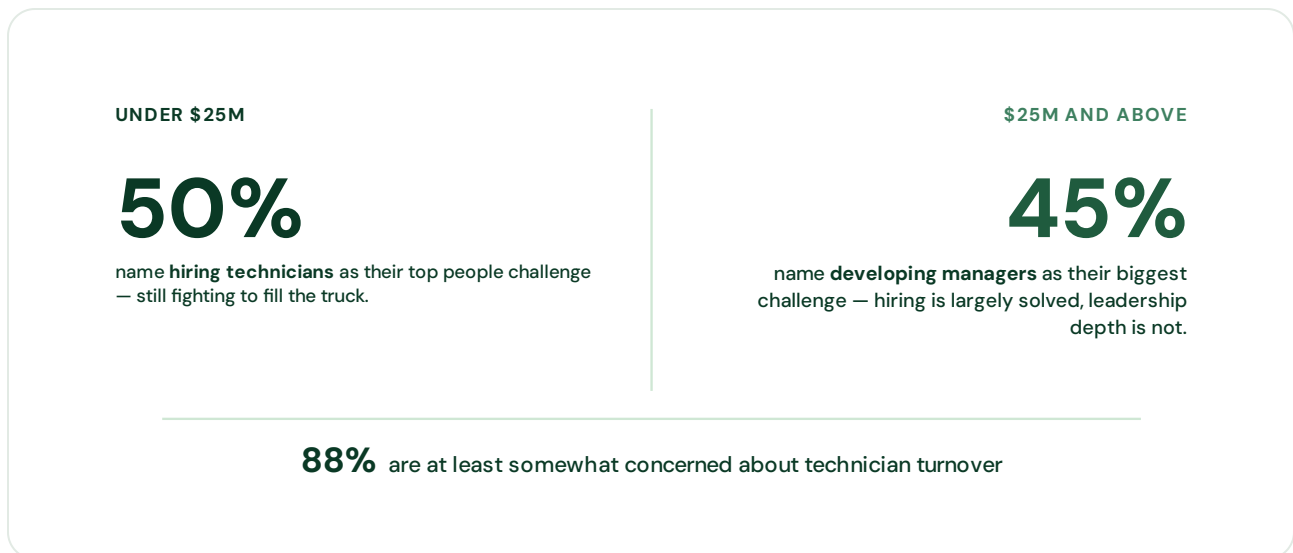 UNDER $25M
50%
name hiring technicians as their top people challenge
— still fighting to fill the truck.
$25M AND ABOVE
45%
name developing managers as their biggest
challenge — hiring is largely solved, leadership
depth is not.
88% are at least somewhat concerned about technician turnover